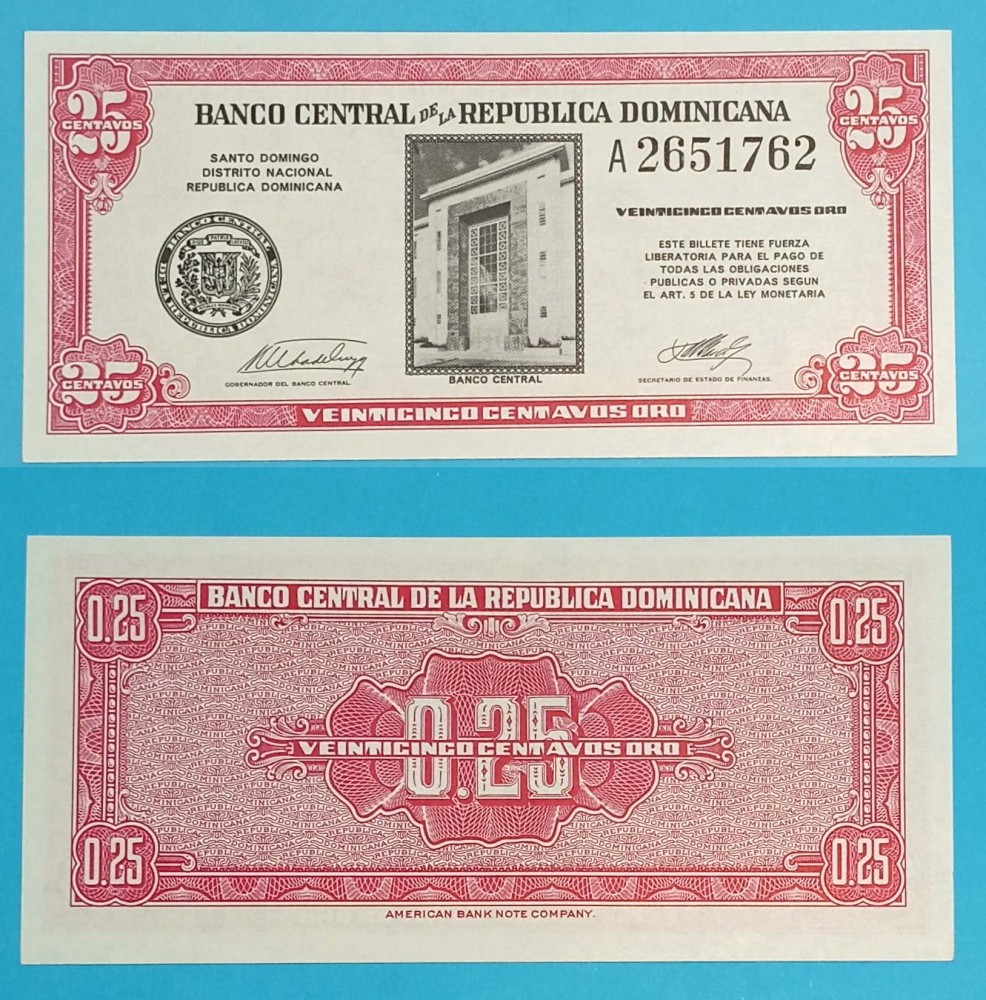 25
CENTAVOS
25
CENTAVOS
BANCO CENTRAL DE LA REPUBLICA DOMINICANA
A 2651762
SANTO DOMINGO
DISTRITO NACIONAL
REPUBLICA DOMINICANA
VEINTICINCO CENTAVOS ORO
ESTE BILLETE TIENE FUERZA
LIBERATORIA PARA EL PAGO DE
TODAS LAS OBLIGACIONES
PUBLICAS O PRIVADAS SEGUN
EL ART. 5 DE LA LEY MONETARIA
GOBERNADOR DEL BANCO CENTRAL.
BANCO CENTRAL
SECRETARIO DE ESTADO DE FINANZAS.
25
CENTAVOS
25
CENTAVOS
VEINTICINCO CENTAVOS ORO
BANCO CENTRAL DE LA REPUBLICA DOMINICANA
0.25
0.25
0.25
VEINTICINCO CENTAVOS ORO
0.25
0.25
AMERICAN BANK NOTE COMPANY.